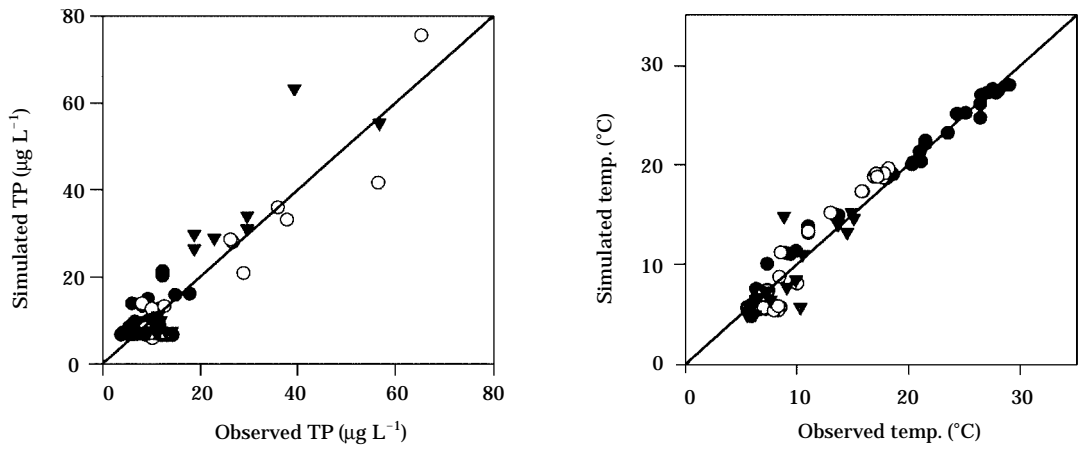 80
60
40
20
0
Simulated TP (µg L⁻¹)
0 20 40 60 80
Observed TP (µg L⁻¹)
30
20
10
0
Simulated temp. (°C)
0 10 20 30
Observed temp. (°C)